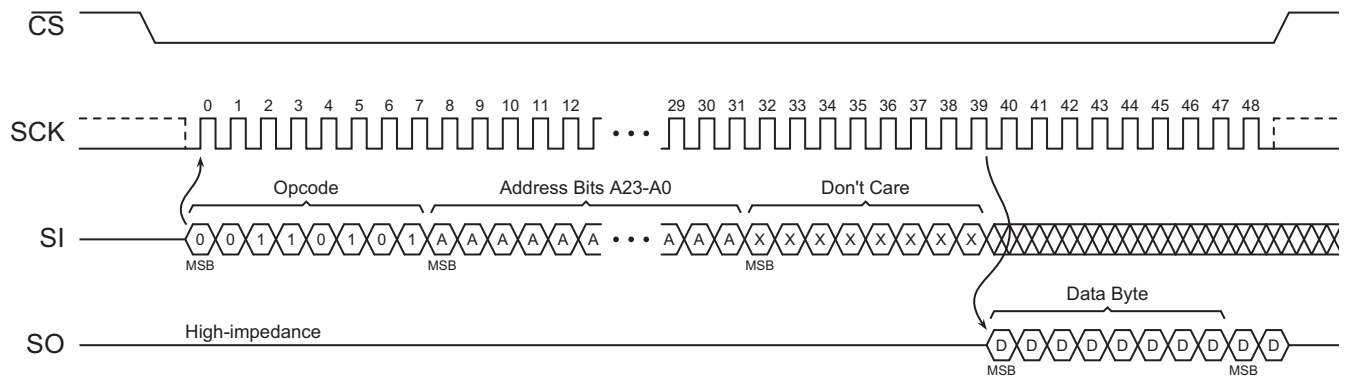 CS
0 1 2 3 4 5 6 7 8 9 10 11 12 29 30 31 32 33 34 35 36 37 38 39 40 41 42 43 44 45 46 47 48
SCK
Opcode Address Bits A23-A0 Don't Care
SI 0 0 1 1 0 1 0 1 A A A A A A A A A X X X X X X X X
MSB MSB MSB
Data Byte
High-impedance
SO D D D D D D D D D D
MSB MSB